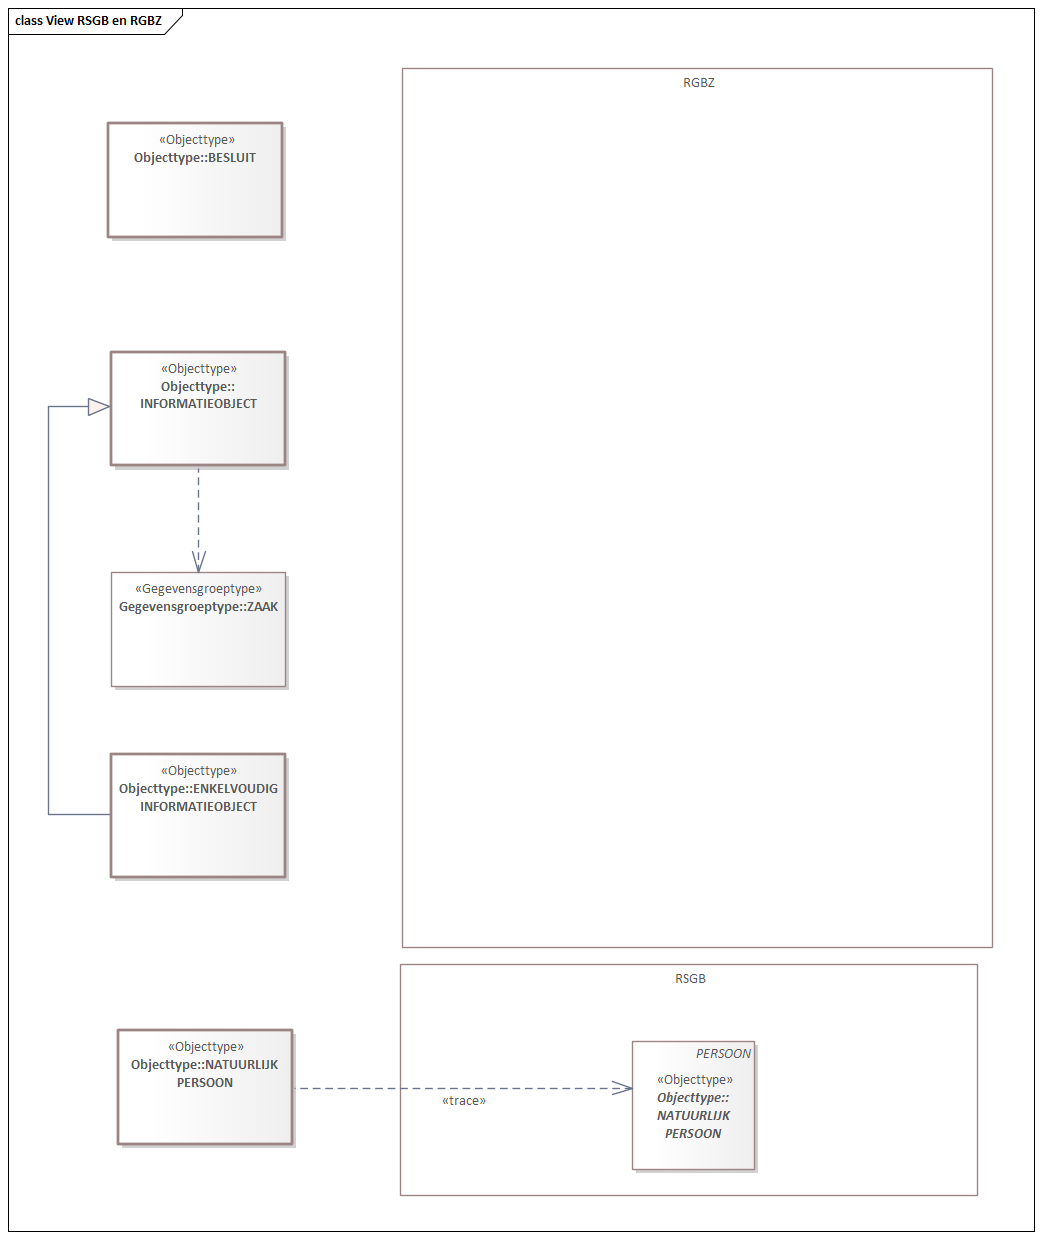 class View RSGB en RGBZ
RGBZ
«Objecttype»
Objecttype::BESLUIT
«Objecttype»
Objecttype::
INFORMATIEOBJECT
«Gegevensgroeptype»
Gegevensgroeptype::ZAAK
«Objecttype»
Objecttype::ENKELVOUDIG
INFORMATIEOBJECT
RSGB
«Objecttype»
Objecttype::NATUURLIJK
PERSOON
«trace»
PERSOON
«Objecttype»
Objecttype::
NATUURLIJK
PERSOON